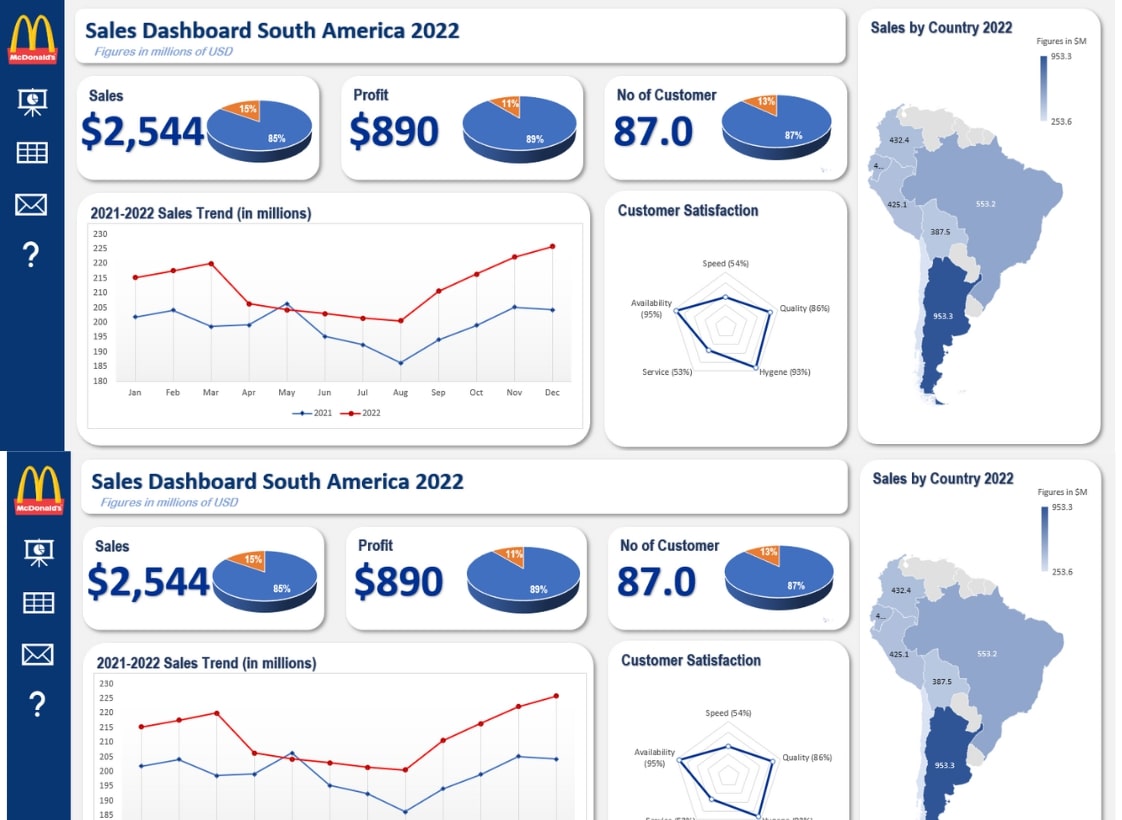 McDonald's
Sales Dashboard South America 2022
Figures in millions of USD
Sales
$2,544
15%
85%
Profit
$890
11%
89%
No of Customer
87.0
13%
87%
2021-2022 Sales Trend (in millions)
230
225
220
215
210
205
200
195
190
185
180
Jan Feb Mar Apr May Jun Jul Aug Sep Oct Nov Dec
2021 2022
Customer Satisfaction
Speed (54%)
Availability
(95%)
Quality (86%)
Service (53%)
Hygene (93%)
Sales by Country 2022
Figures in $M
953.3
253.6
432.4
4...
425.1
553.2
387.5
953.3
McDonald's
Sales Dashboard South America 2022
Figures in millions of USD
Sales
$2,544
15%
85%
Profit
$890
11%
89%
No of Customer
87.0
13%
87%
2021-2022 Sales Trend (in millions)
230
225
220
215
210
205
200
195
190
185
Customer Satisfaction
Speed (54%)
Availability
(95%)
Quality (86%)
Sales by Country 2022
Figures in $M
953.3
253.6
432.4
4...
425.1
553.2
387.5
953.3